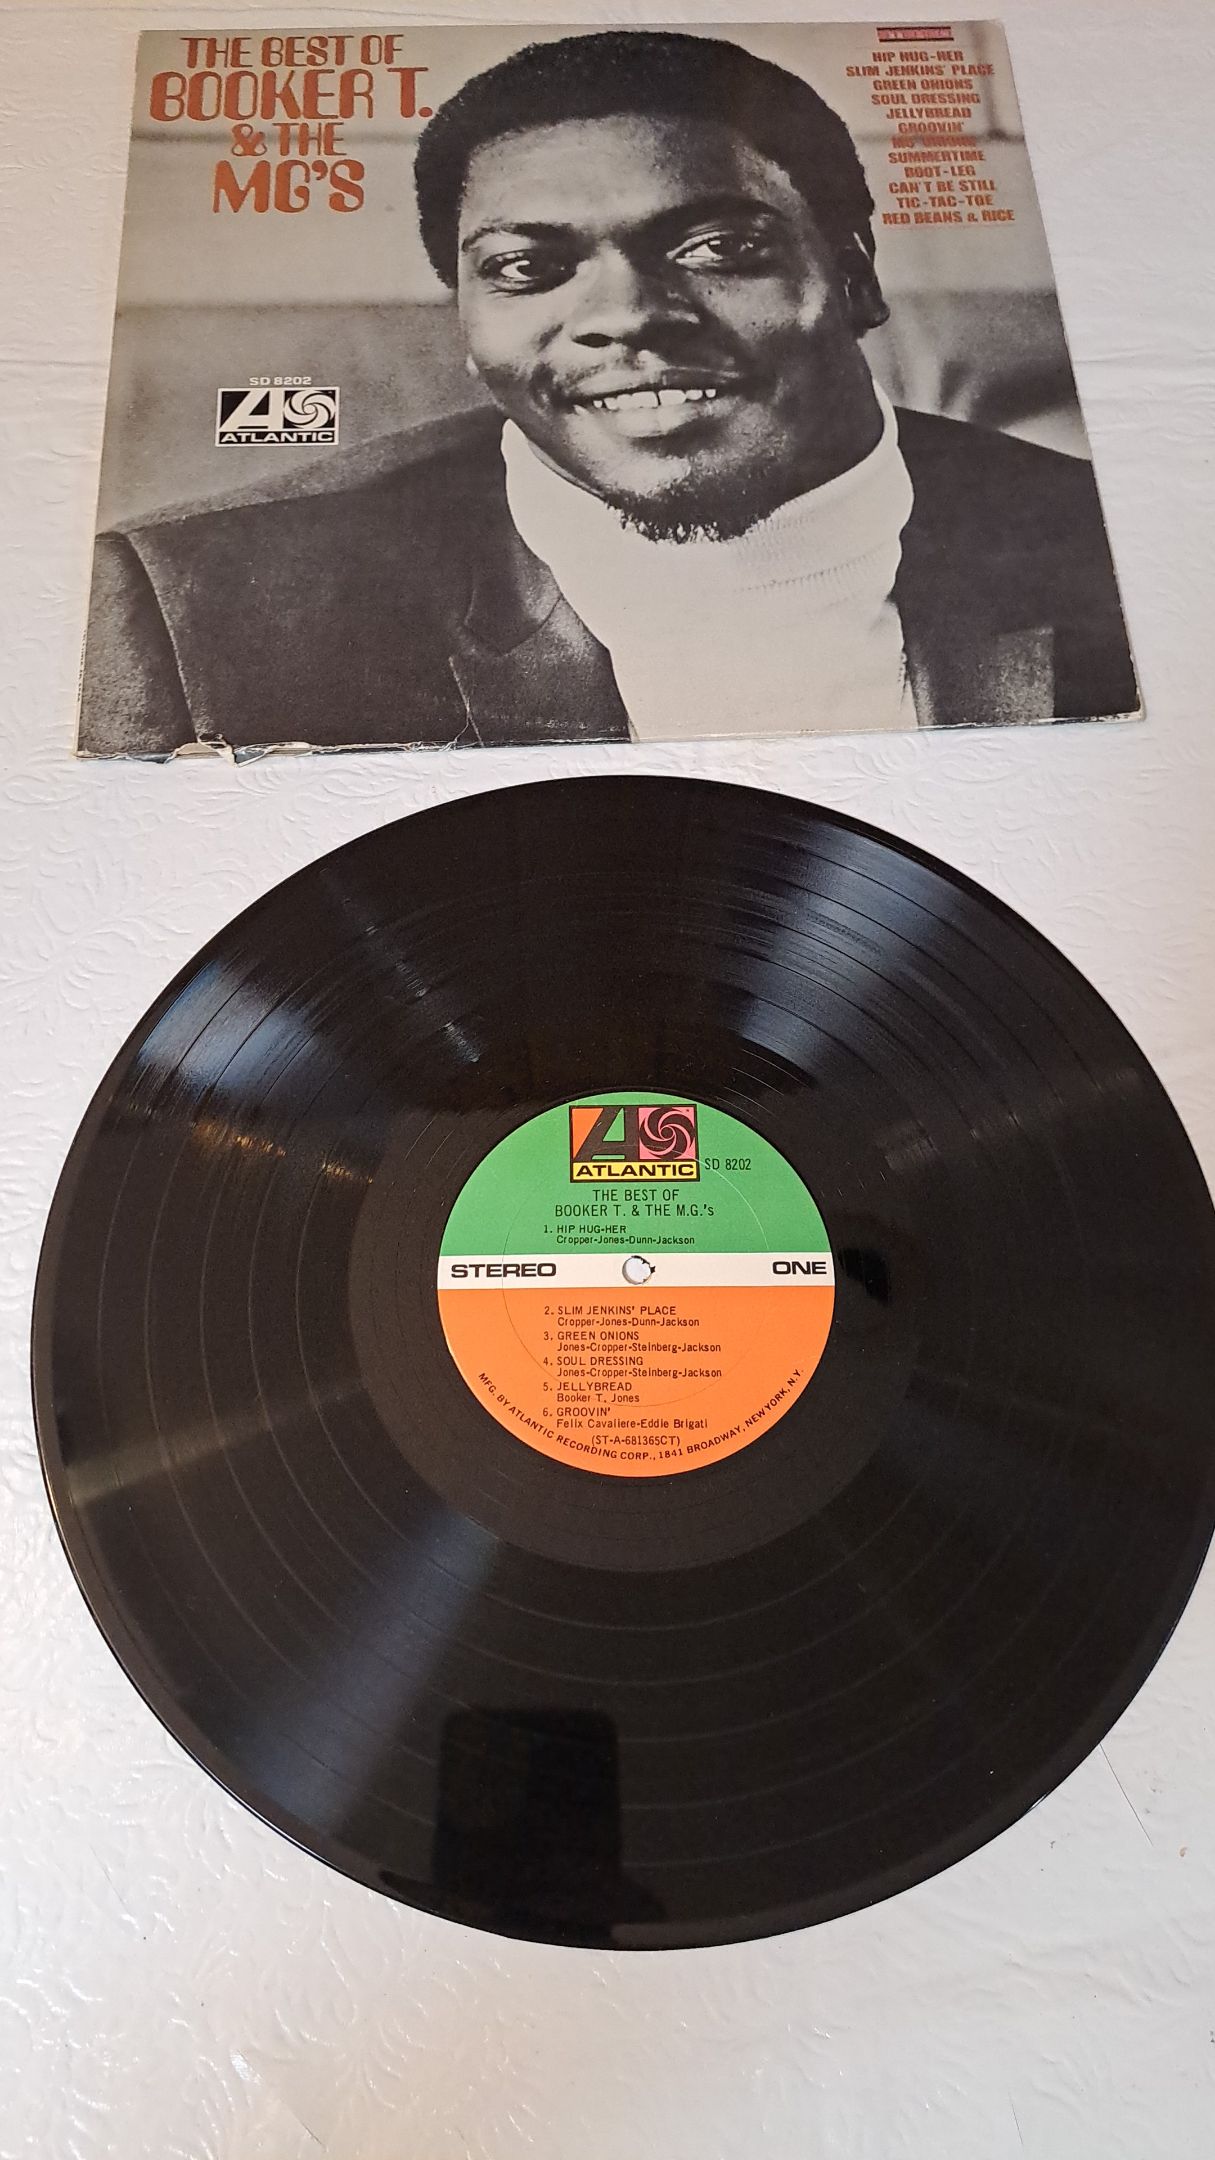 THE BEST OF
BOOKER T.
& THE
MG'S
HIP HUG-HER
SLIM JENKINS' PLACE
GREEN ONIONS
SOUL DRESSING
JELLYBREAD
GROOVIN'
SUMMERTIME
BOOT-LEG
CAN'T BE STILL
TIC-TAC-TOE
RED BEANS & RICE
SD 8202
ATLANTIC
ATLANTIC
SD 8202
THE BEST OF
BOOKER T. & THE M.G.'s
1. HIP HUG-HER
Cropper-Jones-Dunn-Jackson
STEREO ONE
2. SLIM JENKINS' PLACE
Cropper-Jones-Dunn-Jackson
3. GREEN ONIONS
Jones-Cropper-Steinberg-Jackson
4. SOUL DRESSING
Jones-Cropper-Steinberg-Jackson
5. JELLYBREAD
Booker T. Jones
6. GROOVIN'
Felix Cavaliere-Eddie Brigati
(ST-A-681365CT)
MFG. BY ATLANTIC RECORDING CORP., 1841 BROADWAY, NEW YORK, N.Y.